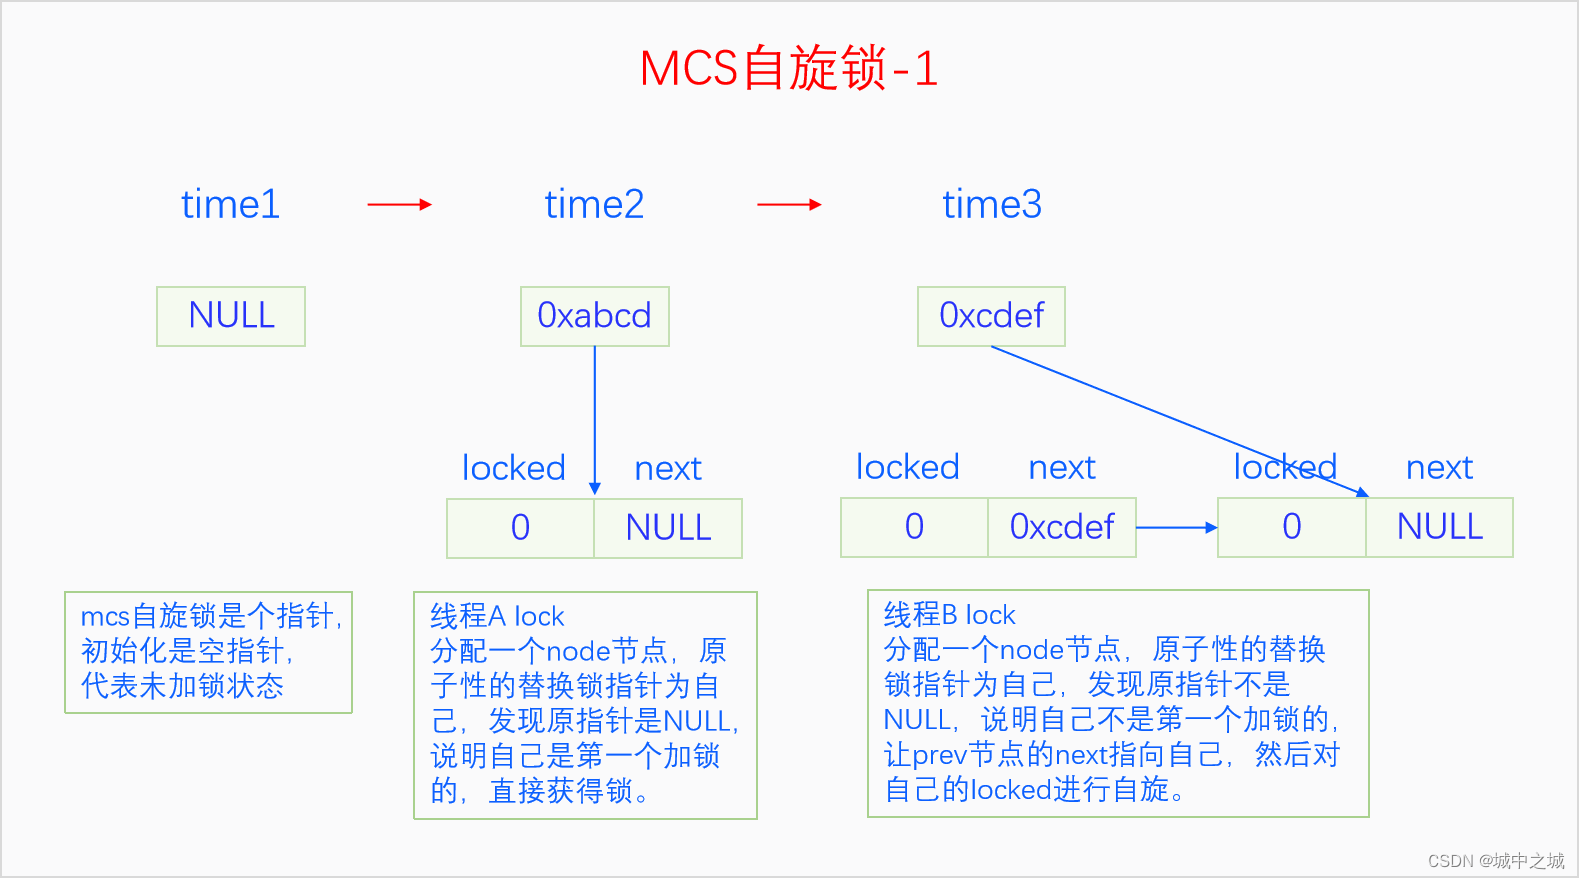 MCS自旋锁-1
time1
time2
time3
NULL
0xabcd
0xcdef
locked
next
locked
next
locked
next
0
NULL
0
0xcdef
0
NULL
mcs自旋锁是个指针,
初始化是空指针,
代表未加锁状态
线程A lock
分配一个node节点，原
子性的替换锁指针为自
己，发现原指针是NULL,
说明自己是第一个加锁
的，直接获得锁。
线程B lock
分配一个node节点，原子性的替换
锁指针为自己，发现原指针不是
NULL，说明自己不是第一个加锁的,
让prev节点的next指向自己，然后对
自己的locked进行自旋。
CSDN @城中之城